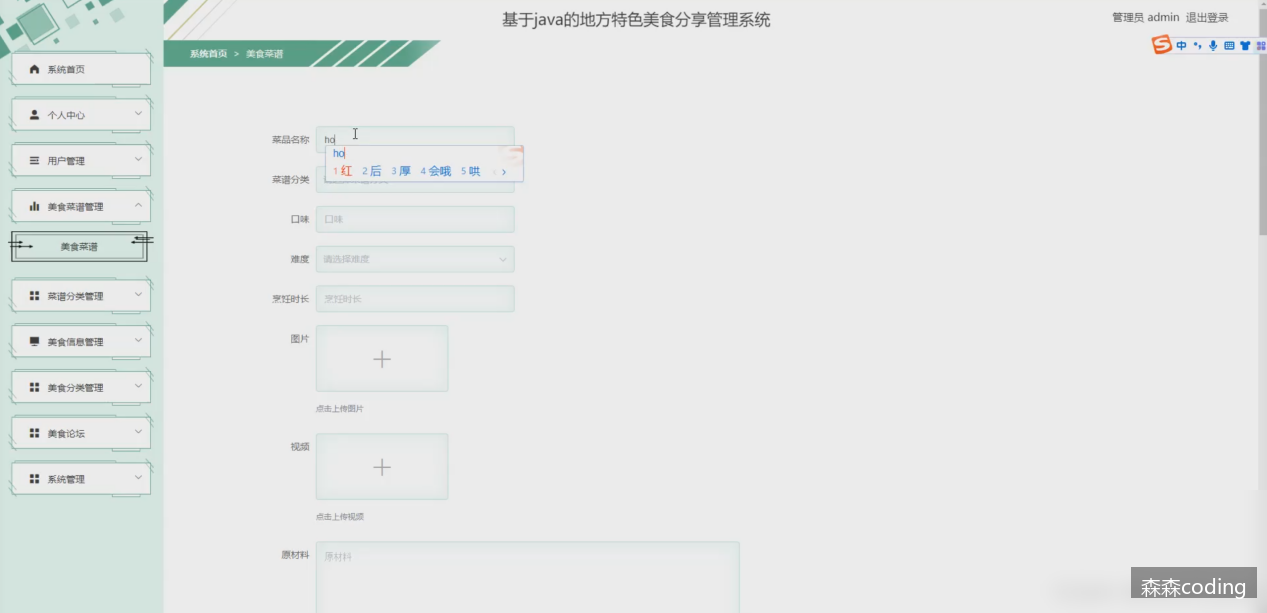 基于java的地方特色美食分享管理系统
管理员 admin 退出登录
中
系统首页 > 美食菜谱
系统首页
个人中心
用户管理
美食菜谱管理
美食菜谱
菜谱分类管理
美食信息管理
美食分类管理
美食论坛
系统管理
菜品名称 ho
ho
1 红 2 后 3 厚 4 会哦 5 哄
菜谱分类
口味 口味
难度 请选择难度
烹饪时长 烹饪时长
图片
点击上传图片
视频
点击上传视频
原材料 原材料
森森coding